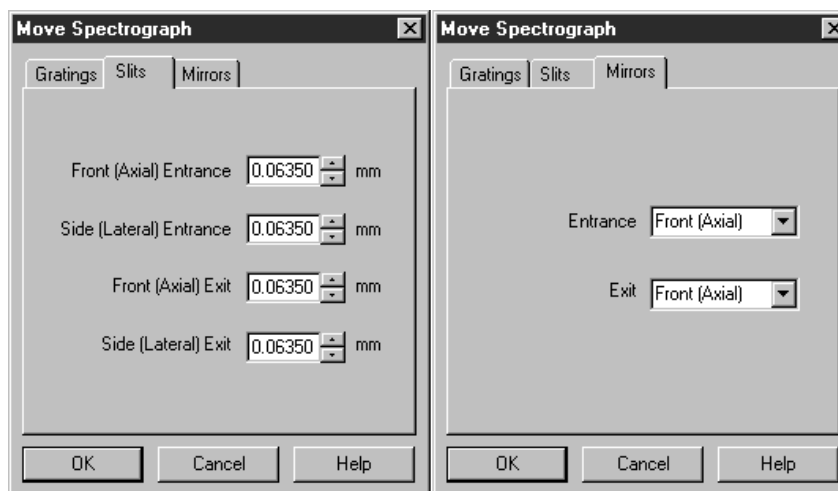 Move Spectrograph
Gratings Slits Mirrors
Front (Axial) Entrance 0.06350 mm
Side (Lateral) Entrance 0.06350 mm
Front (Axial) Exit 0.06350 mm
Side (Lateral) Exit 0.06350 mm
OK Cancel Help
Move Spectrograph
Gratings Slits Mirrors
Entrance Front (Axial)
Exit Front (Axial)
OK Cancel Help